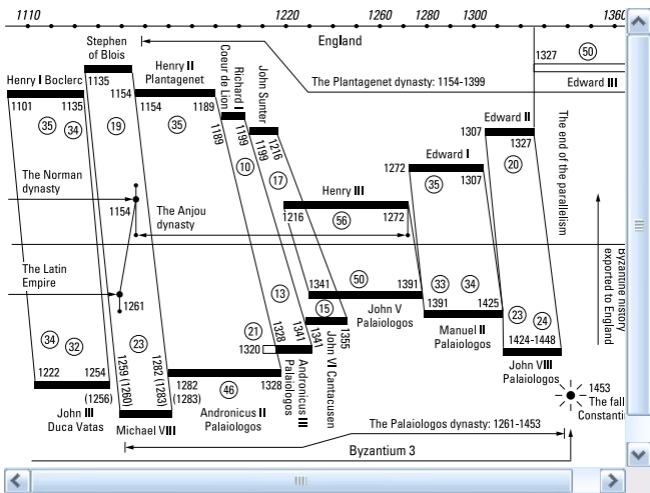 1110 1220 1260 1280 1300 1360
England
Stephen
of Blois
1135
Henry I Boclerc
1101 1135
35 34
1154
19
Henry II
Plantagenet
1154 1189
35
The Plantagenet dynasty: 1154-1399
1327
50
Edward III
Coeur de Lion
Richard I
1189
1199
10
John Sunter
1199
1216
17
Edward II
1307 1327
20
Edward I
1272 1307
35
The end of the parallelism
The Norman
dynasty
1154
The Anjou
dynasty
Henry III
1216 1272
56
The Latin
Empire
1261
Byzantine history
exported to England
1341 1391
50
John V
Palaiologos
33 34
1391 1425
Manuel II
Palaiologos
23 24
1424-1448
John VIII
Palaiologos
13
15
1341
1355
John VI Cantacusen
21
1320
1328
1341
Andronicus III
Palaiologos
34 32
1222 1254
(1256)
John III
Duca Vatas
23
1259 (1260)
1282 (1283)
Michael VIII
1282
(1283)
1328
46
Andronicus II
Palaiologos
1453
The fall
Constanti
The Palaiologos dynasty: 1261-1453
Byzantium 3